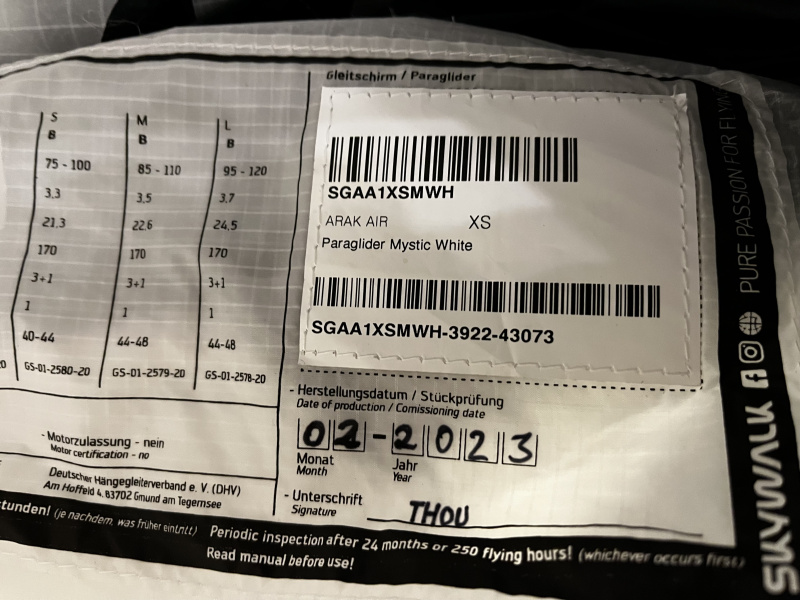 S M L
B B B
75 - 100 85 - 110 95 - 120
3.3 3.5 3.7
21.3 22.6 24.5
170 170 170
3+1 3+1 3+1
1 1 1
40-44 44-48 44-48
GS-01-2580-20 GS-01-2579-20 GS-01-2578-20
- Motorzulassung - nein
Motor certification - no
Deutscher Hängegleiterverband e. V. (DHV)
Am Hoffeld 4, 83702 Gmund am Tegernsee
Gleitschirm / Paraglider
SGAA1XSMWH
ARAK AIR XS
Paraglider Mystic White
SGAA1XSMWH-3922-43073
- Herstellungsdatum / Stückprüfung
Date of production / Comissioning date
02-2023
Monat Jahr
Month Year
- Unterschrift
Signature
THOU
(je nachdem, was früher eintritt) Periodic inspection after 24 months or 250 flying hours! (whichever occurs first)
Read manual before use!
SKYWALK PURE PASSION FOR FLYING